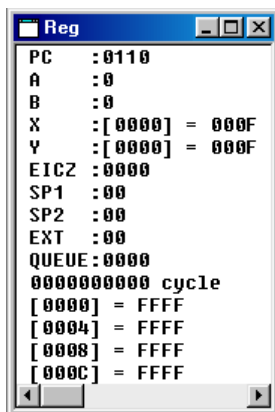 Reg
PC :0110
A :0
B :0
X :[0000] = 000F
Y :[0000] = 000F
EICZ :0000
SP1 :00
SP2 :00
EXT :00
QUEUE:0000
0000000000 cycle
[0000] = FFFF
[0004] = FFFF
[0008] = FFFF
[000C] = FFFF